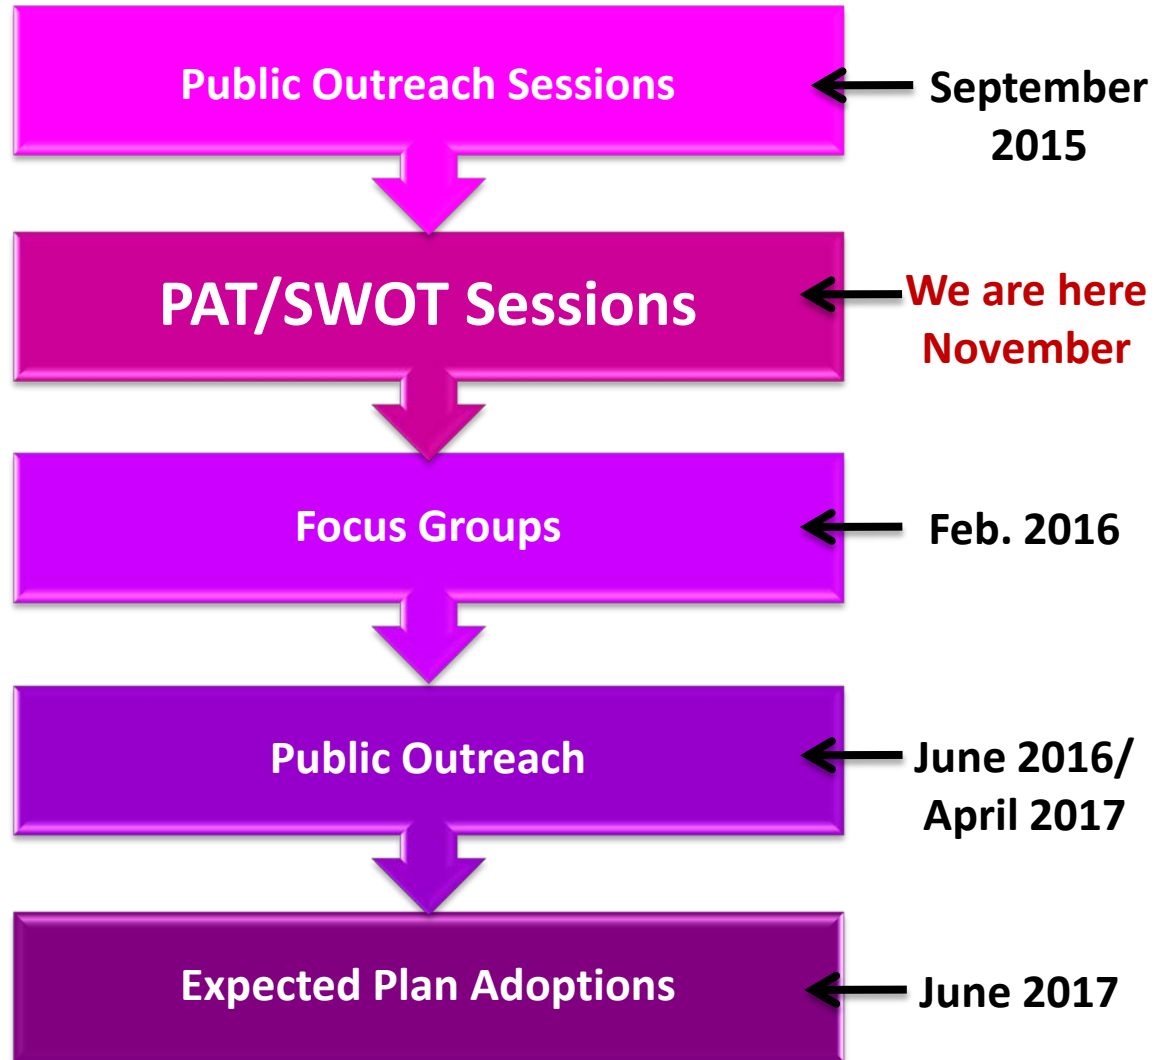 Public Outreach Sessions
September
2015
PAT/SWOT Sessions
We are here
November
Focus Groups
Feb. 2016
Public Outreach
June 2016/
April 2017
Expected Plan Adoptions
June 2017